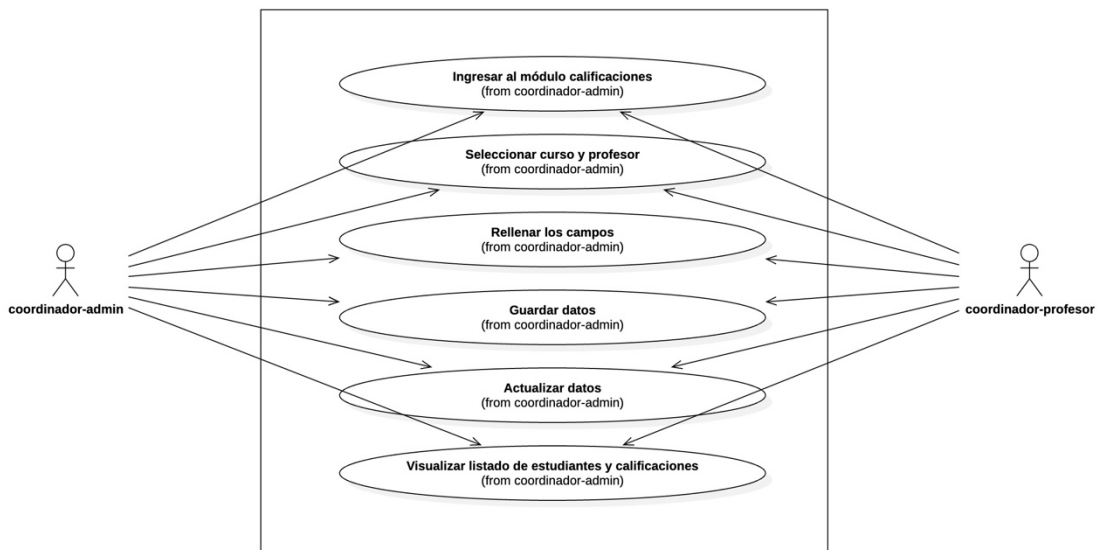 Ingresar al módulo calificaciones
(from coordinador-admin)
Seleccionar curso y profesor
(from coordinador-admin)
Rellenar los campos
(from coordinador-admin)
coordinador-admin
coordinador-profesor
Guardar datos
(from coordinador-admin)
Actualizar datos
(from coordinador-admin)
Visualizar listado de estudiantes y calificaciones
(from coordinador-admin)